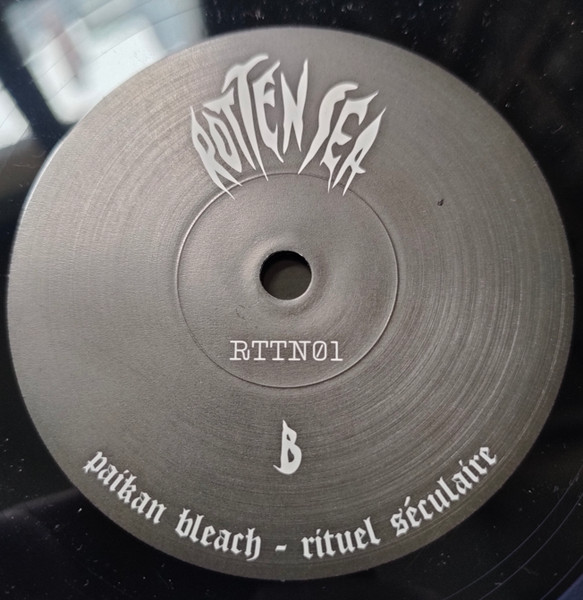 ROTTEN SEA
RTTN01
B
paikan bleach - rituel séculaire